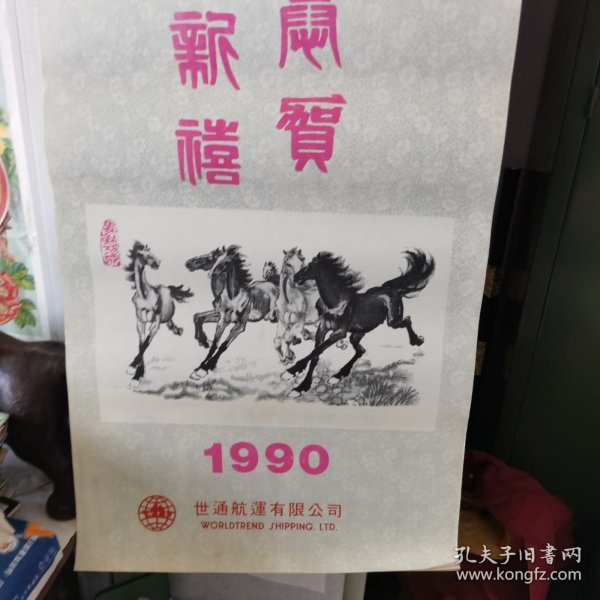 恭賀
新禧
1990
世通航運有限公司
WORLDTREND SHIPPING. LTD.
孔夫子旧书网
www.kongfz.com